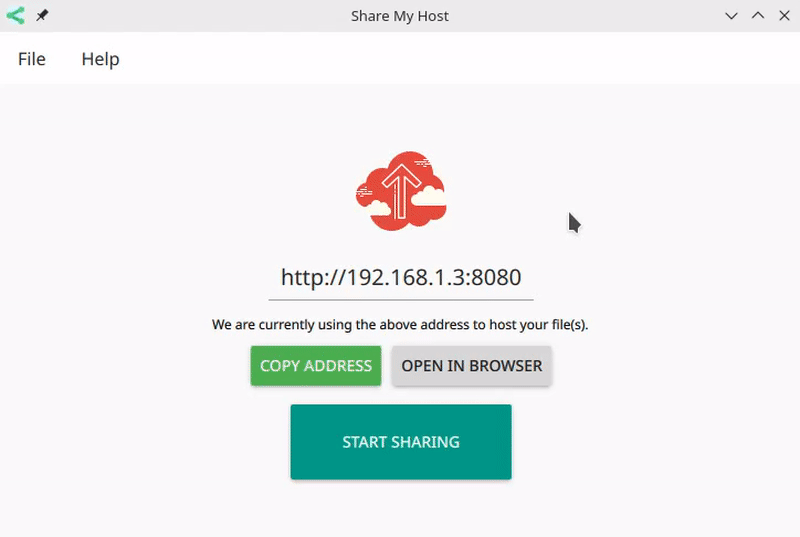 Share My Host
File Help
http://192.168.1.3:8080
We are currently using the above address to host your file(s).
COPY ADDRESS OPEN IN BROWSER
START SHARING